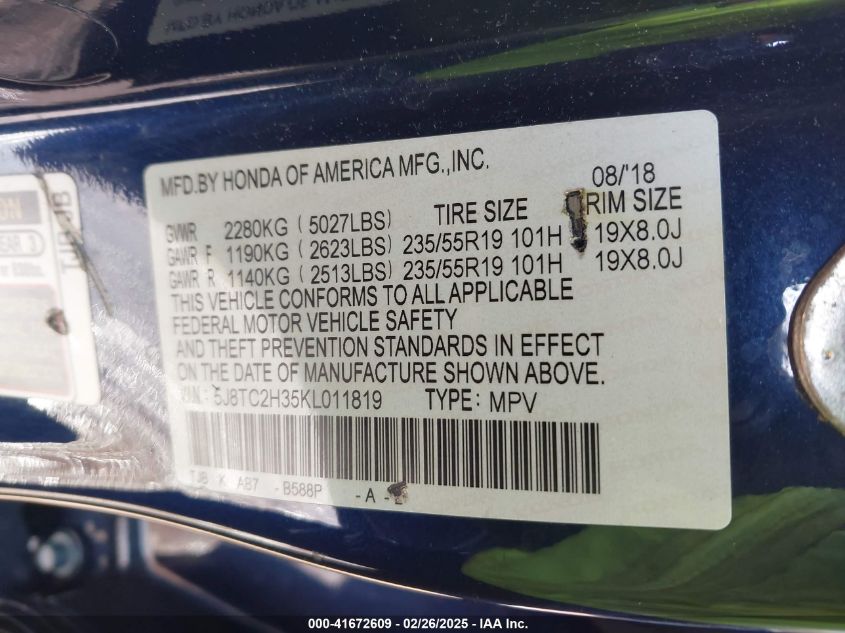 MFD.BY HONDA OF AMERICA MFG.,INC. 08/'18
GVWR 2280KG (5027LBS) TIRE SIZE RIM SIZE
GAWR F 1190KG (2623LBS) 235/55R19 101H 19X8.0J
GAWR R 1140KG (2513LBS) 235/55R19 101H 19X8.0J
THIS VEHICLE CONFORMS TO ALL APPLICABLE
FEDERAL MOTOR VEHICLE SAFETY
AND THEFT PREVENTION STANDARDS IN EFFECT
ON THE DATE OF MANUFACTURE SHOWN ABOVE.
5J8TC2H35KL011819 TYPE: MPV
TJB K AB7 -B588P -A -
000-41672609 - 02/26/2025 - IAA Inc.